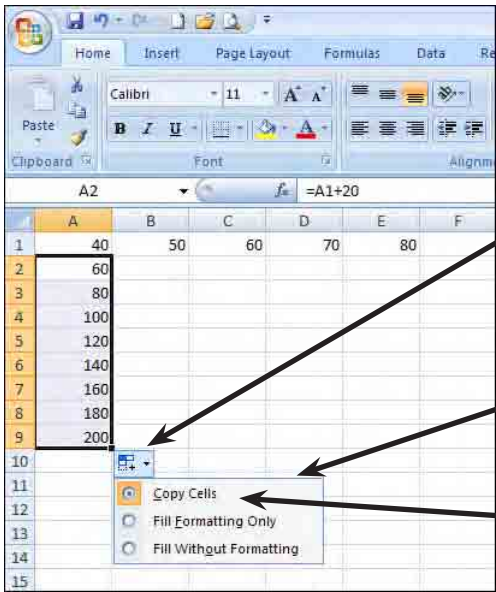 Home Insert Page Layout Formulas Data Re
Calibri 11 A A
Paste B I U A
Clipboard Font Alignm
A2 fx =A1+20
A B C D E F
1 40 50 60 70 80
2 60
3 80
4 100
5 120
6 140
7 160
8 180
9 200
10
11
12
13
14
15
Copy Cells
Fill Formatting Only
Fill Without Formatting